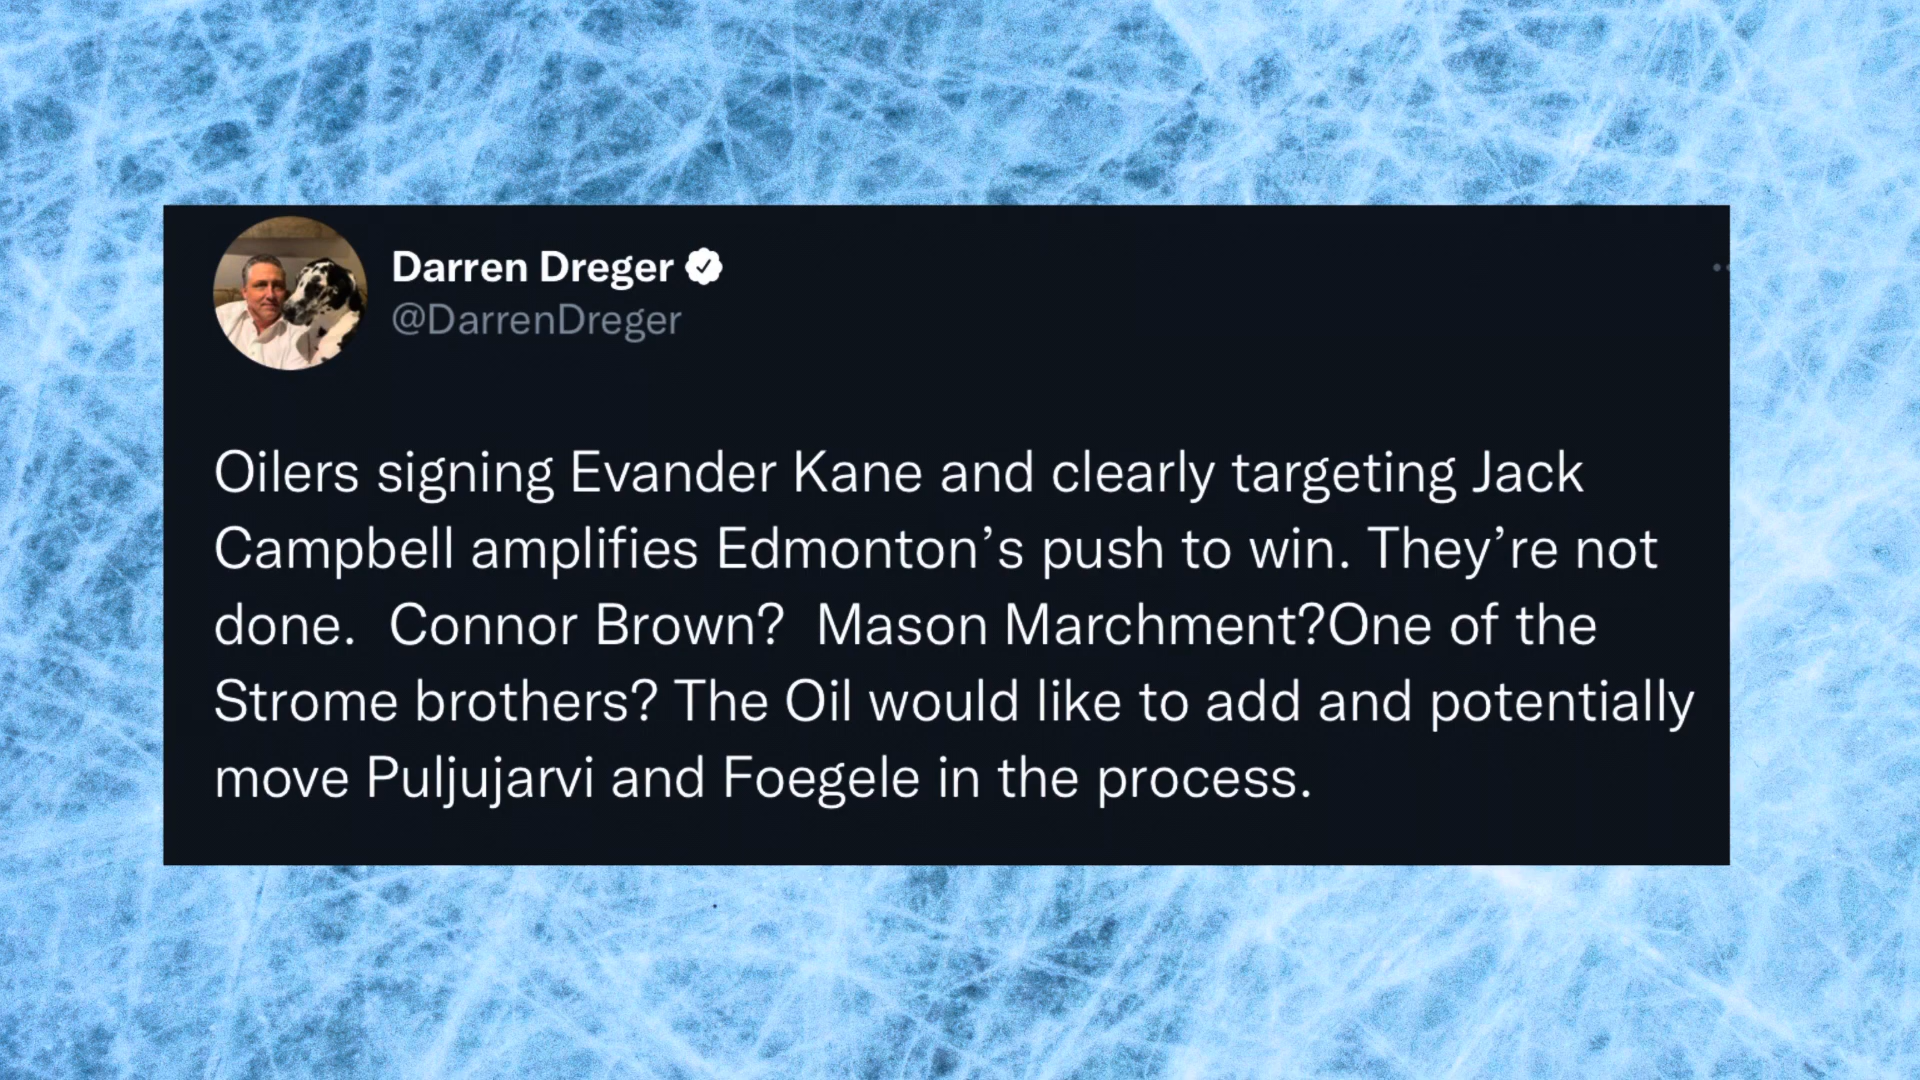 Darren Dreger
@DarrenDreger
Oilers signing Evander Kane and clearly targeting Jack
Campbell amplifies Edmonton’s push to win. They’re not
done.  Connor Brown?  Mason Marchment?One of the
Strome brothers? The Oil would like to add and potentially
move Puljujarvi and Foegele in the process.